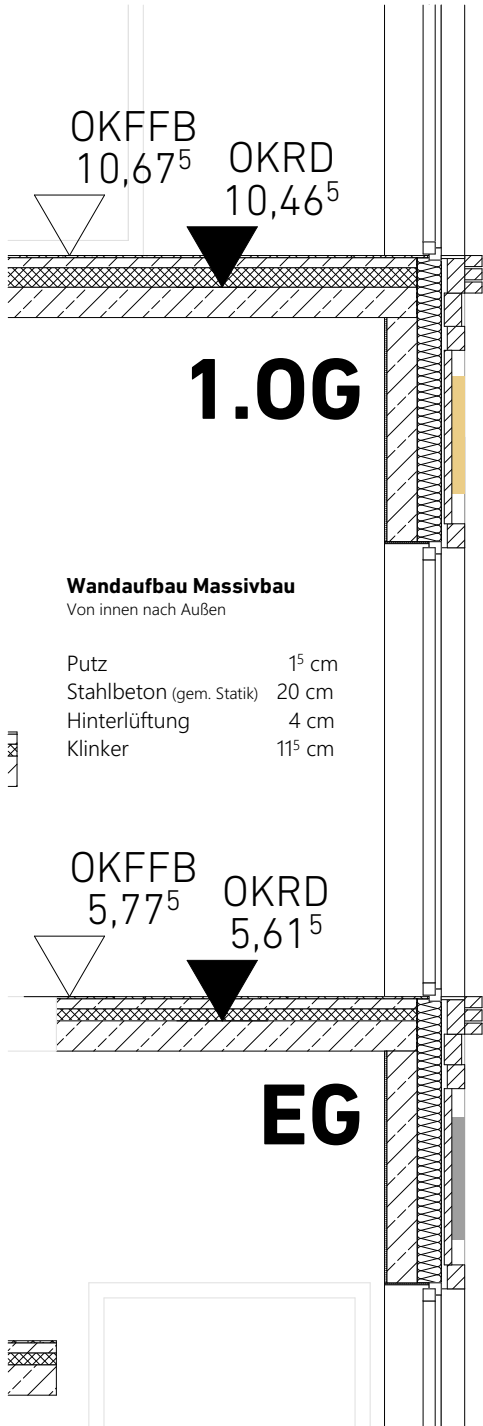 OKFFB
10,67⁵
OKRD
10,46⁵
1.OG
Wandaufbau Massivbau
Von innen nach Außen
Putz 1⁵ cm
Stahlbeton (gem. Statik) 20 cm
Hinterlüftung 4 cm
Klinker 11⁵ cm
OKFFB
5,77⁵
OKRD
5,61⁵
EG